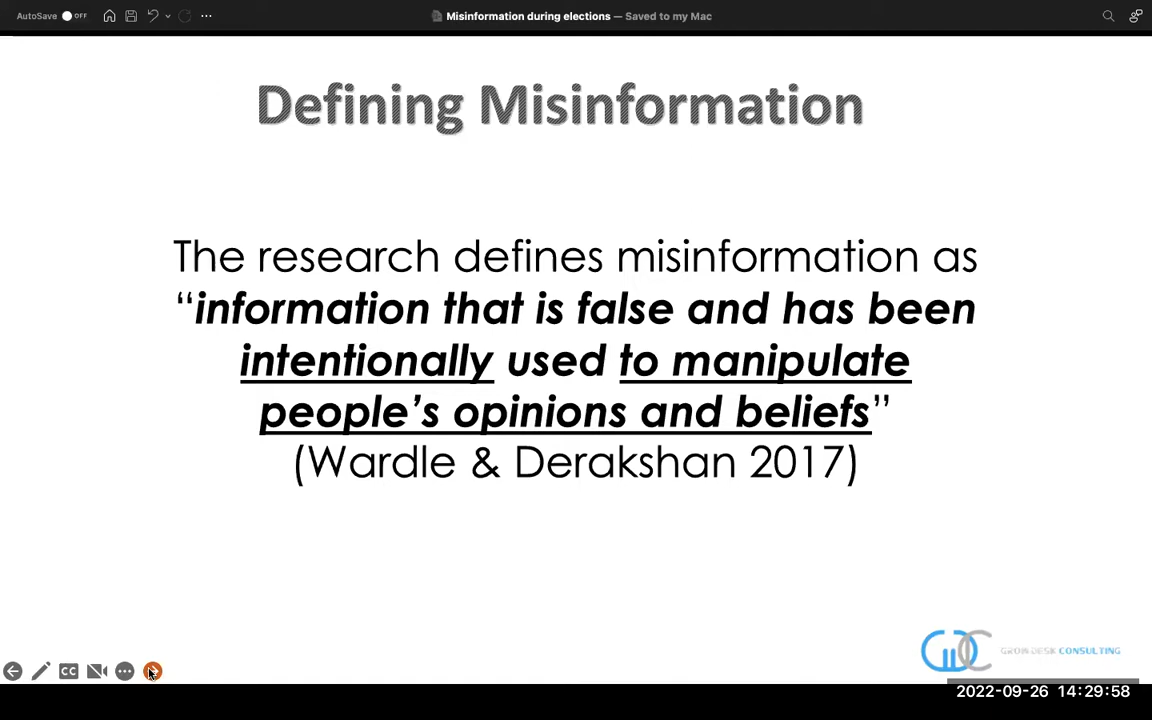 AutoSave OFF
Misinformation during elections — Saved to my Mac
Defining Misinformation
The research defines misinformation as
“information that is false and has been
intentionally used to manipulate
people’s opinions and beliefs”
(Wardle & Derakshan 2017)
CC
GROW DESK CONSULTING
2022-09-26 14:29:58